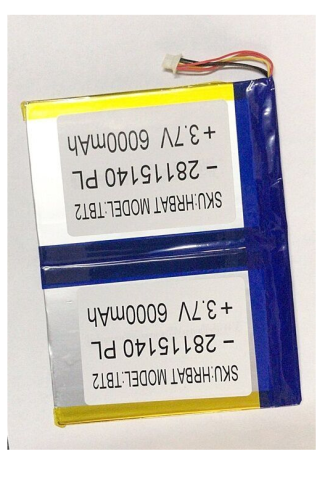 SKU:HRBAT MODEL:TBT2
- 28115140 PL
+ 3.7V 6000mAh
SKU:HRBAT MODEL:TBT2
- 28115140 PL
+ 3.7V 6000mAh